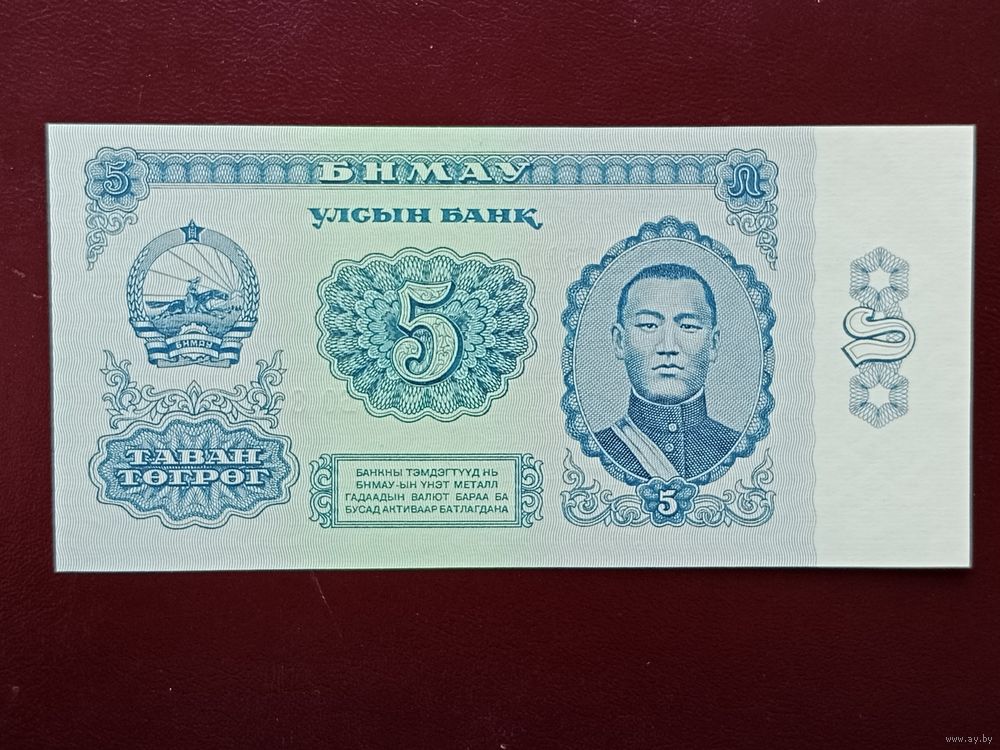 5 БНМАУ
УЛСЫН БАНК
БНМАУ
5
5
ТАВАН
ТӨГРӨГ
БАНКНЫ ТЭМДЭГТҮҮД НЬ
БНМАУ-ЫН ҮНЭТ МЕТАЛЛ
ГАДААДЫН ВАЛЮТ БАРАА БА
БУСАД АКТИВААР БАТЛАГДАНА
5
www.ay.by